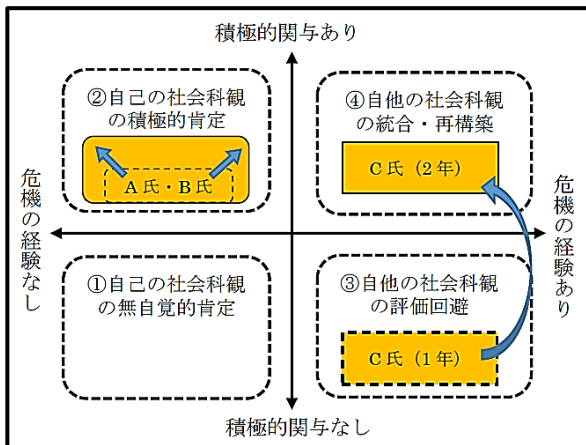 積極的関与あり
②自己の社会科観
の積極的肯定
A氏・B氏
④自他の社会科観
の統合・再構築
C氏(2年)
危機の経験なし
危機の経験あり
①自己の社会科観
の無自覚的肯定
③自他の社会科観
の評価回避
C氏(1年)
積極的関与なし